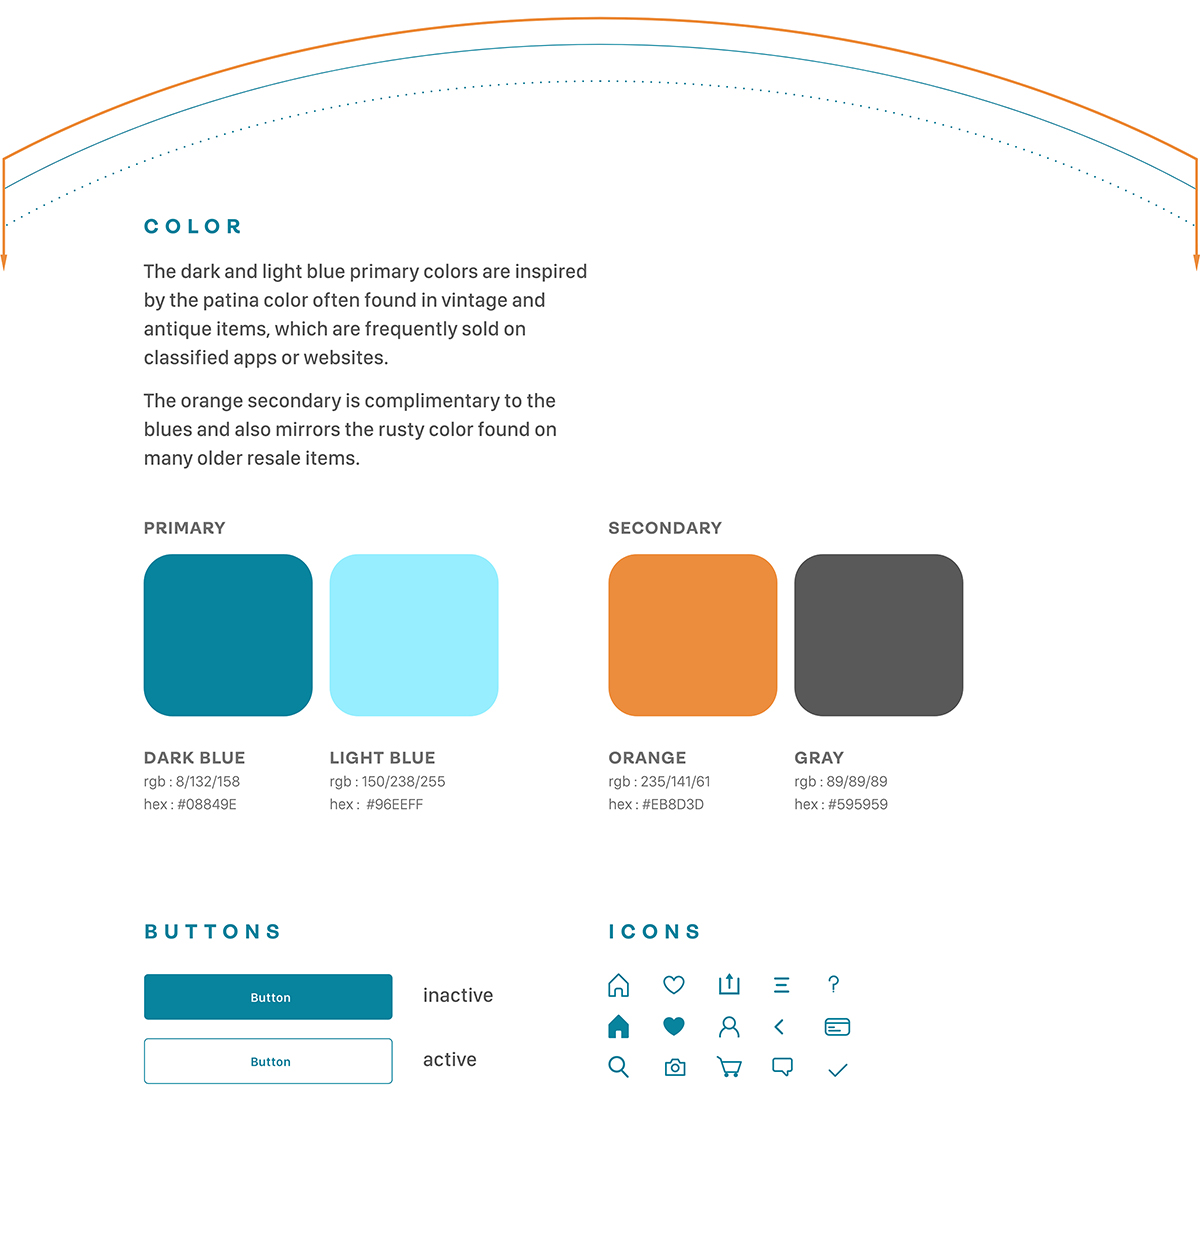 COLOR
The dark and light blue primary colors are inspired
by the patina color often found in vintage and
antique items, which are frequently sold on
classified apps or websites.
The orange secondary is complimentary to the
blues and also mirrors the rusty color found on
many older resale items.
PRIMARY
SECONDARY
DARK BLUE
rgb : 8/132/158
hex : #08849E
LIGHT BLUE
rgb : 150/238/255
hex :  #96EEFF
ORANGE
rgb : 235/141/61
hex : #EB8D3D
GRAY
rgb : 89/89/89
hex : #595959
BUTTONS
Button
inactive
Button
active
ICONS
?